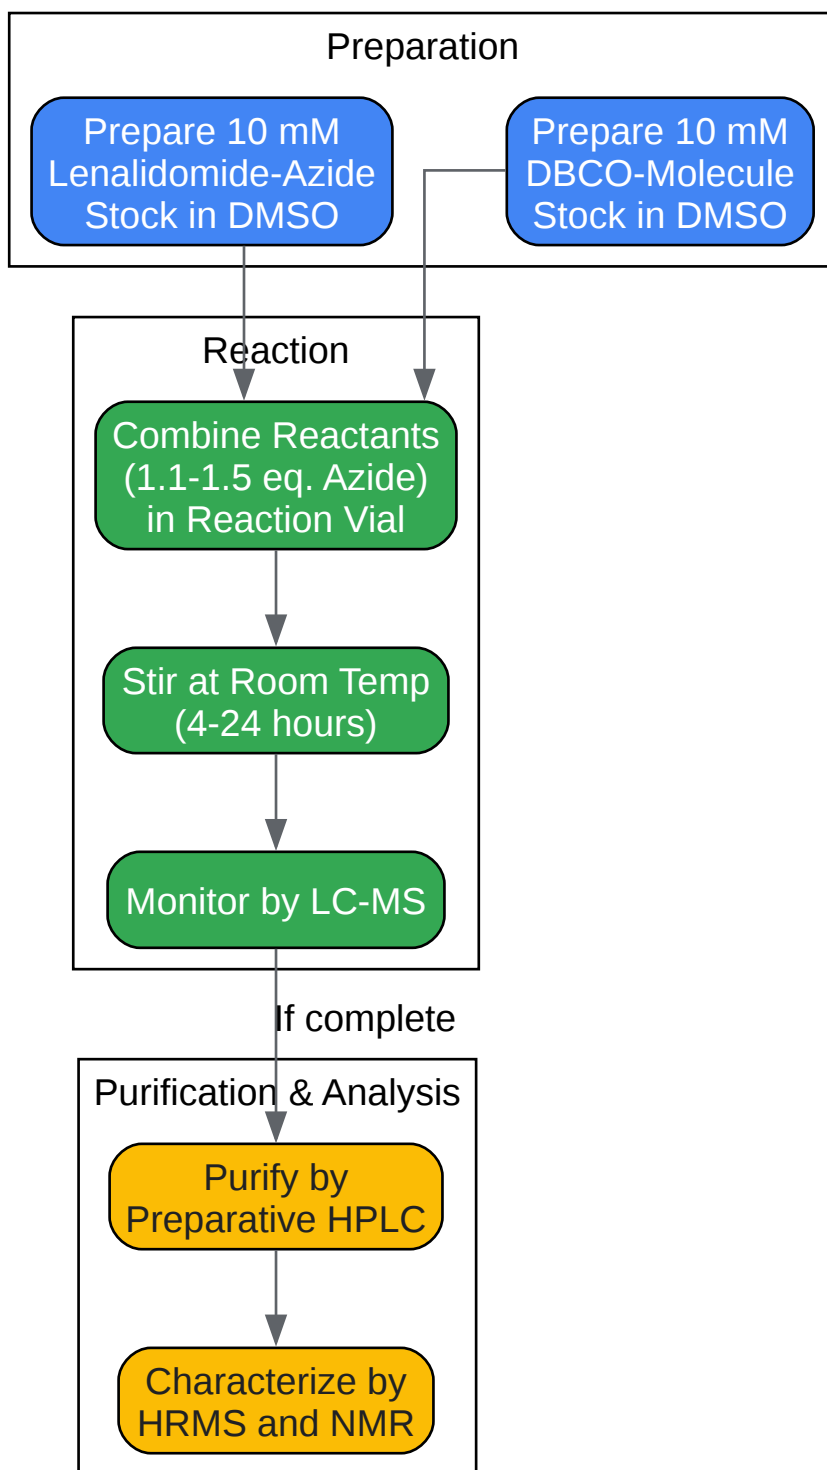 Preparation
Prepare 10 mM
Lenalidomide-Azide
Stock in DMSO
Prepare 10 mM
DBCO-Molecule
Stock in DMSO
Reaction
Combine Reactants
(1.1-1.5 eq. Azide)
in Reaction Vial
Stir at Room Temp
(4-24 hours)
Monitor by LC-MS
If complete
Purification & Analysis
Purify by
Preparative HPLC
Characterize by
HRMS and NMR